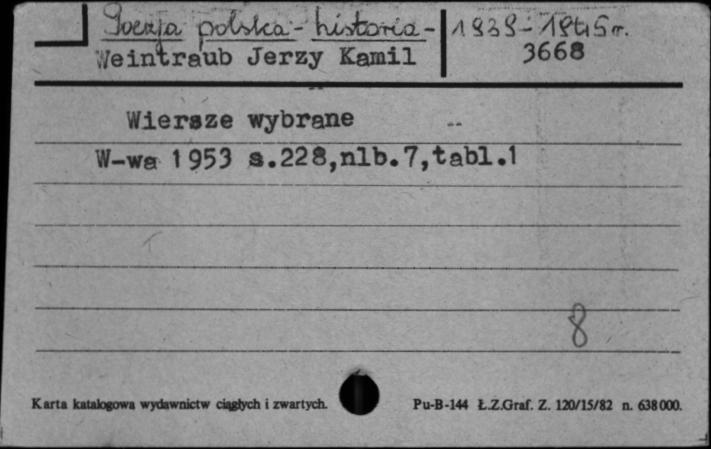 Poezja polska - historia - 1939-1945 r.
Weintraub Jerzy Kamil 3668
Wiersze wybrane
W-wa 1953 s.228,nlb.7,tabl.1
8
Karta katalogowa wydawnictw ciągłych i zwartych. Pu-B-144 Ł.Z.Graf. Z. 120/15/82 n. 638000.